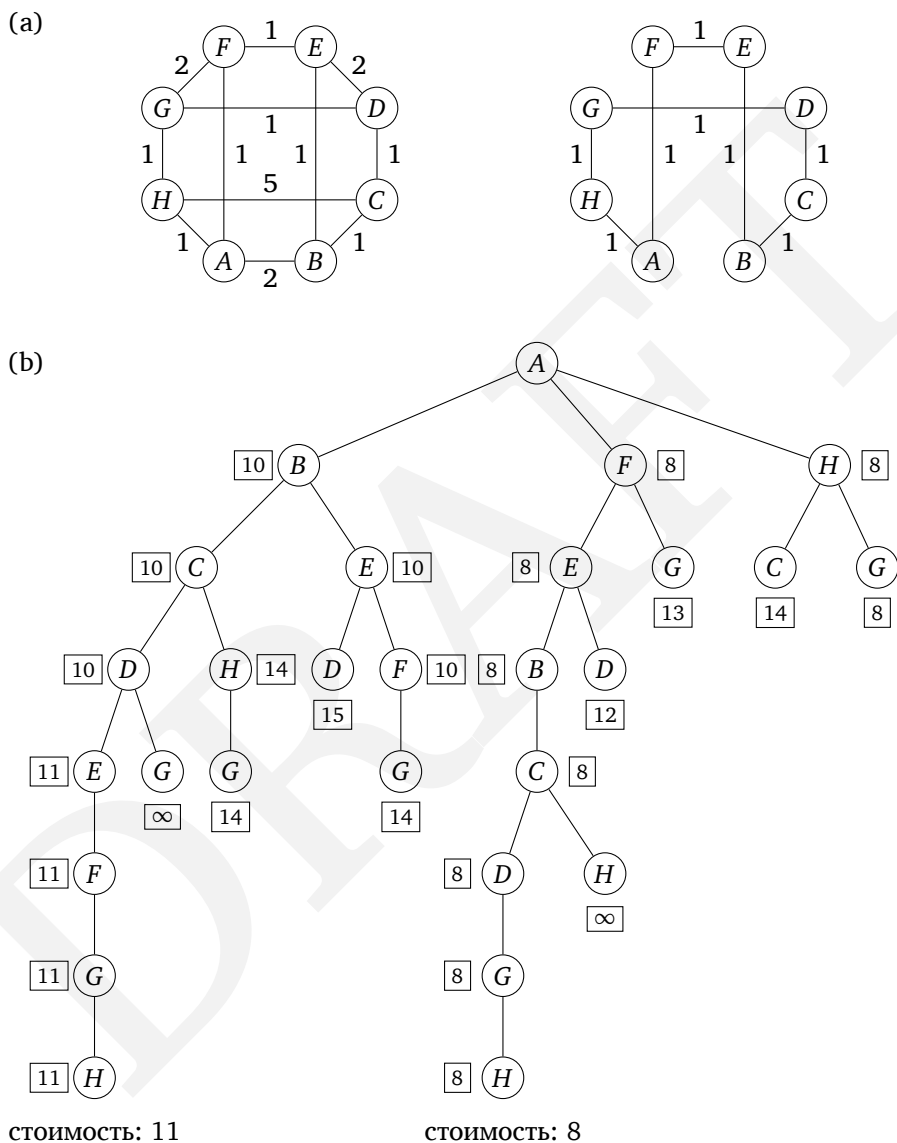 (a)
F 1 E F 1 E
2 2
G D G D
1 1
1 1 1 1 1 1 1 1
5
H C H C
1 1 1 1
A 2 B A B
(b)
A
10 B F 8 H 8
10 C E 10 8 E G C G
13 14 8
10 D H 14 D F 10 8 B D
15 12
11 E G G G C 8
∞ 14 14
11 F 8 D H
∞
11 G 8 G
11 H 8 H
стоимость: 11 стоимость: 8
DRAFT